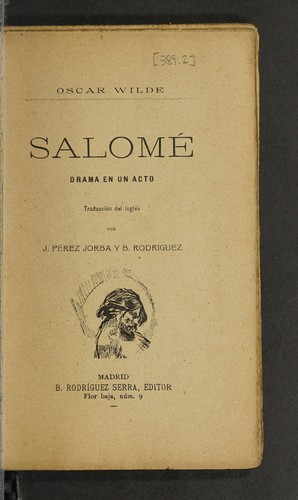 [389:2]
OSCAR WILDE
SALOMÉ
DRAMA EN UN ACTO
Traducción del inglés
POR
J. PÉREZ JORBA Y B. RODRÍGUEZ
MADRID
B. RODRÍGUEZ SERRA, EDITOR
Flor baja, núm. 9